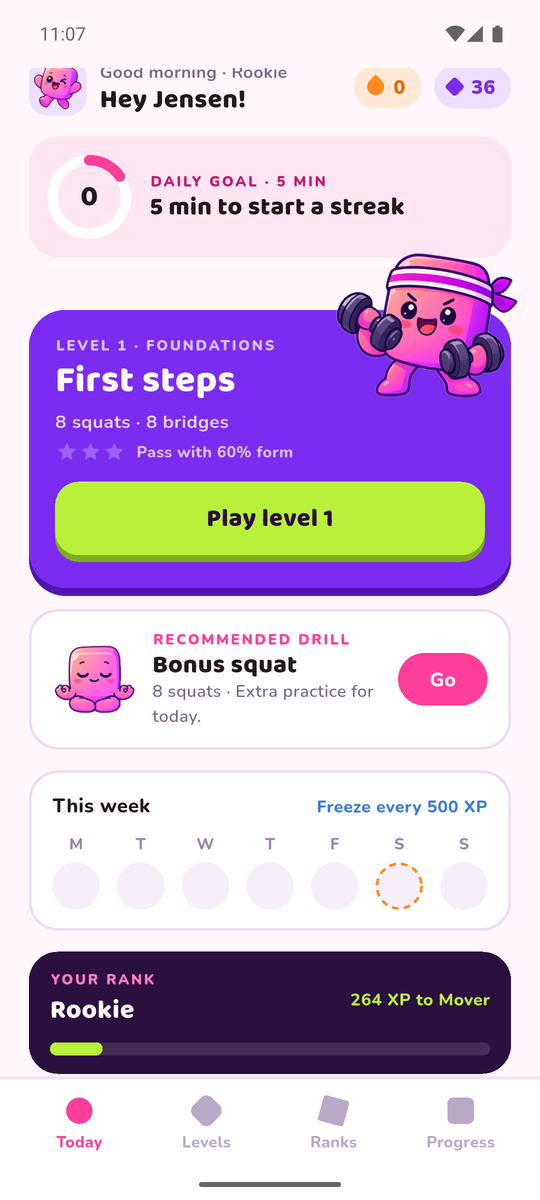 11:07
Good morning · Rookie
Hey Jensen!
0
36
0
DAILY GOAL · 5 MIN
5 min to start a streak
LEVEL 1 · FOUNDATIONS
First steps
8 squats · 8 bridges
Pass with 60% form
Play level 1
RECOMMENDED DRILL
Bonus squat
8 squats · Extra practice for
today.
Go
This week
Freeze every 500 XP
M T W T F S S
YOUR RANK
Rookie
264 XP to Mover
Today
Levels
Ranks
Progress